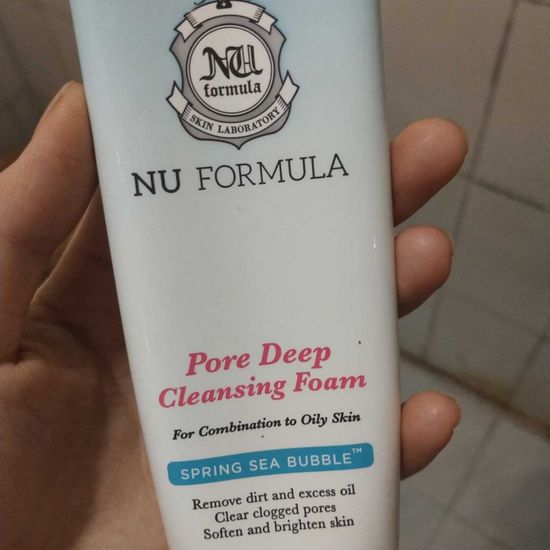 NU
formula
SKIN LABORATORY
NU FORMULA
Pore Deep
Cleansing Foam
For Combination to Oily Skin
SPRING SEA BUBBLE™
Remove dirt and excess oil
Clear clogged pores
Soften and brighten skin